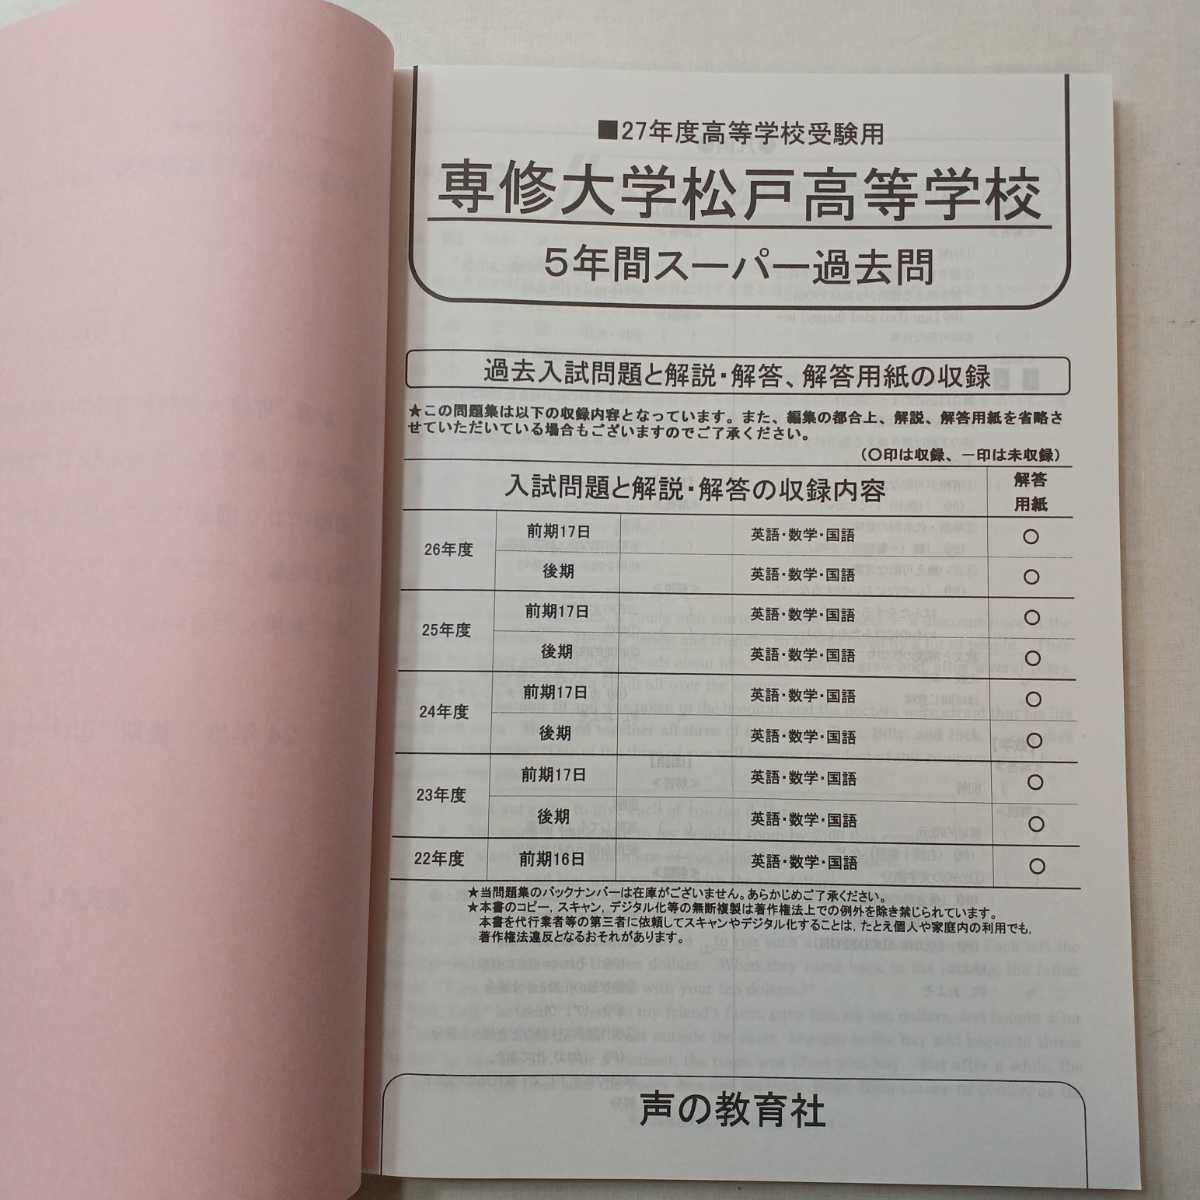 ■27年度高等学校受験用
専修大学松戸高等学校
5年間スーパー過去問
過去入試問題と解説・解答、解答用紙の収録
★この問題集は以下の収録内容となっています。また、編集の都合上、解説、解答用紙を省略さ
せていただいている場合もございますのでご了承ください。
(○印は収録、－印は未収録)
入試問題と解説・解答の収録内容 解答用紙
26年度 前期17日 英語・数学・国語 ○
後期 英語・数学・国語 ○
25年度 前期17日 英語・数学・国語 ○
後期 英語・数学・国語 ○
24年度 前期17日 英語・数学・国語 ○
後期 英語・数学・国語 ○
23年度 前期17日 英語・数学・国語 ○
後期 英語・数学・国語 ○
22年度 前期16日 英語・数学・国語 ○
★当問題集のバックナンバーは在庫がございません。あらかじめご了承ください。
★本書のコピー, スキャン, デジタル化等の無断複製は著作権法上での例外を除き禁じられています。
本書を代行業者等の第三者に依頼してスキャンやデジタル化することは, たとえ個人や家庭内の利用でも,
著作権法違反となるおそれがあります。
声の教育社